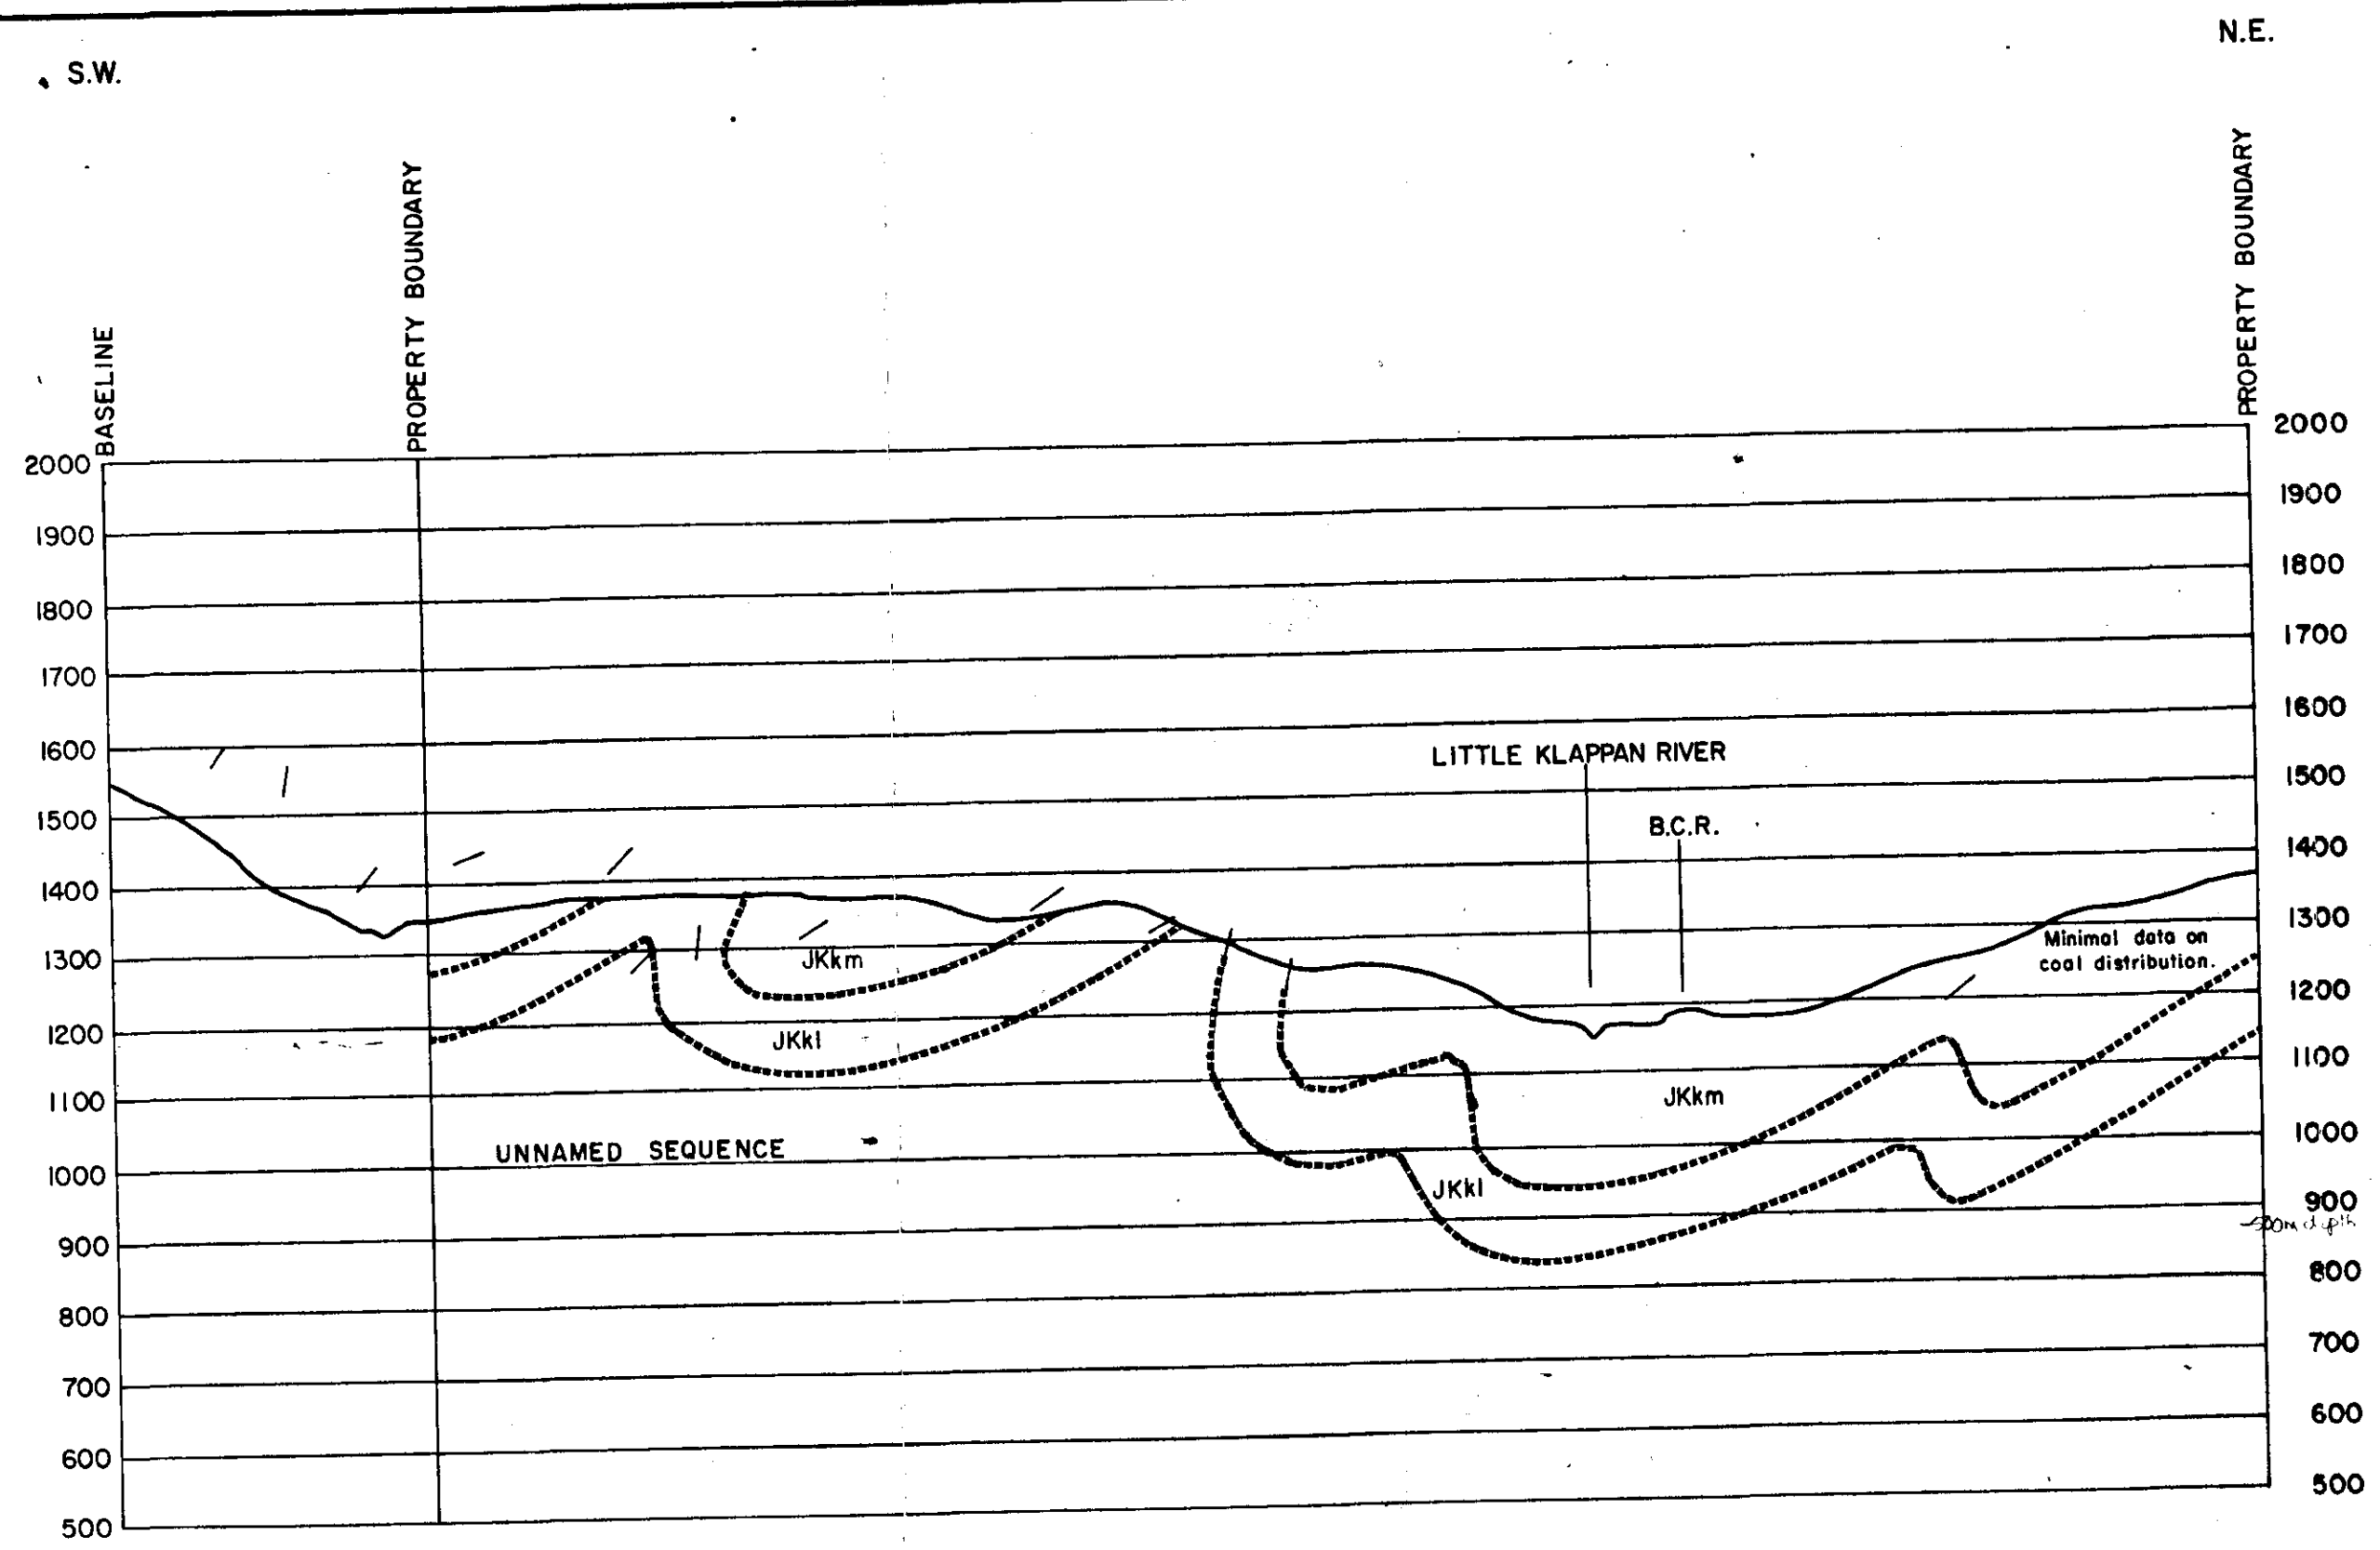 S.W.
N.E.
BASELINE
PROPERTY BOUNDARY
PROPERTY BOUNDARY
2000
1900
1800
1700
1600
1500
1400
1300
1200
1100
1000
900
800
700
600
500
LITTLE KLAPPAN RIVER
B.C.R.
JKkm
JKkl
UNNAMED SEQUENCE
JKkm
JKkl
Minimal data on
coal distribution.
2000
1900
1800
1700
1600
1500
1400
1300
1200
1100
1000
900
500m depth
800
700
600
500